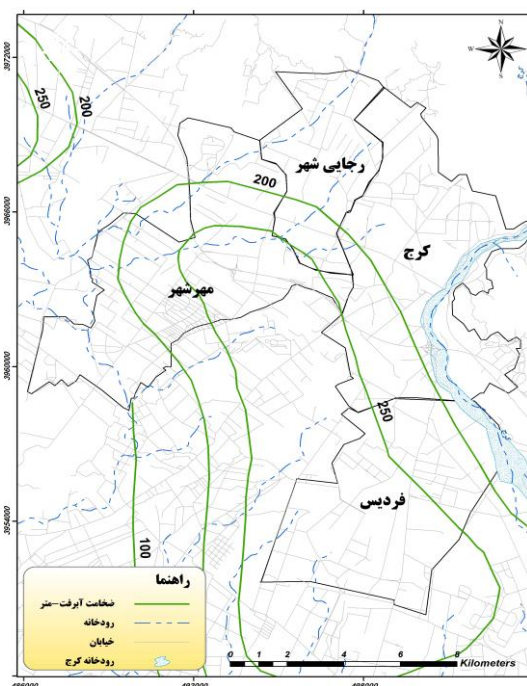 N
W
E
S
3972000
250
200
رجایی شهر
200
3966000
کرج
مهرشهر
3960000
250
فردیس
3954000
100
راهنما
ضخامت آبرفت-متر
رودخانه
خیابان
رودخانه کرج
0 1 2 4 6 8
Kilometers
486000 492000 498000